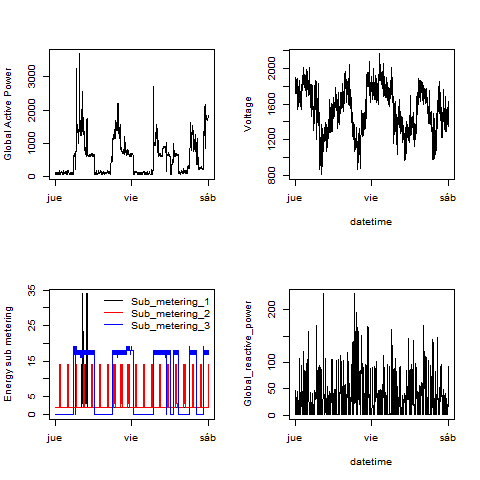 Global Active Power
0 1000 2000 3000
jue vie sáb
Voltage
800 1200 1600 2000
jue vie sáb
datetime
Energy sub metering
0 5 15 25 35
Sub_metering_1
Sub_metering_2
Sub_metering_3
jue vie sáb
Global_reactive_power
0 50 100 200
jue vie sáb
datetime